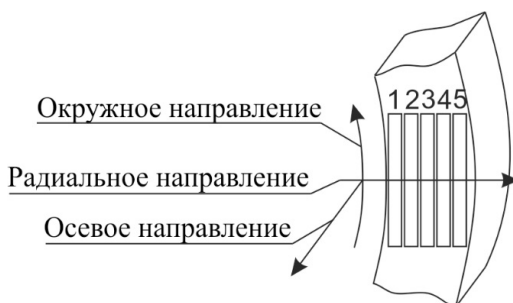 12345
Окружное направление
Радиальное направление
Осевое направление